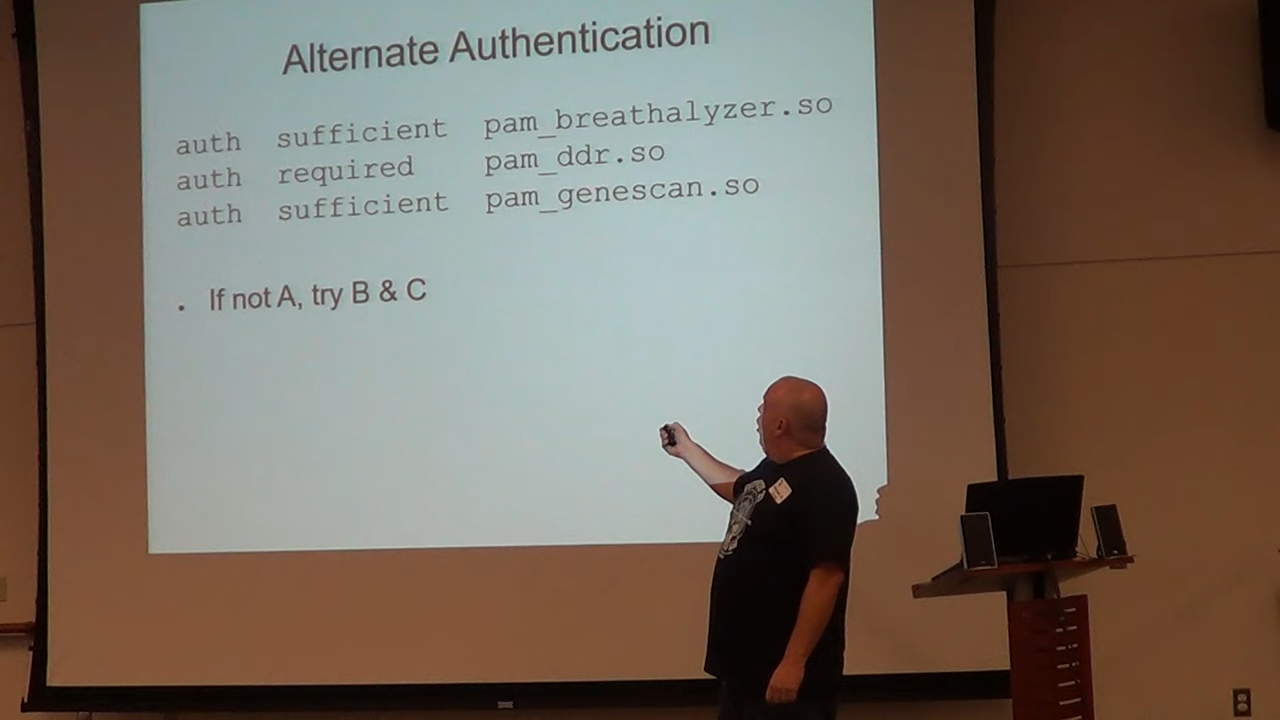 Alternate Authentication
auth sufficient pam_breathalyzer.so
auth required pam_ddr.so
auth sufficient pam_genescan.so
. If not A, try B & C